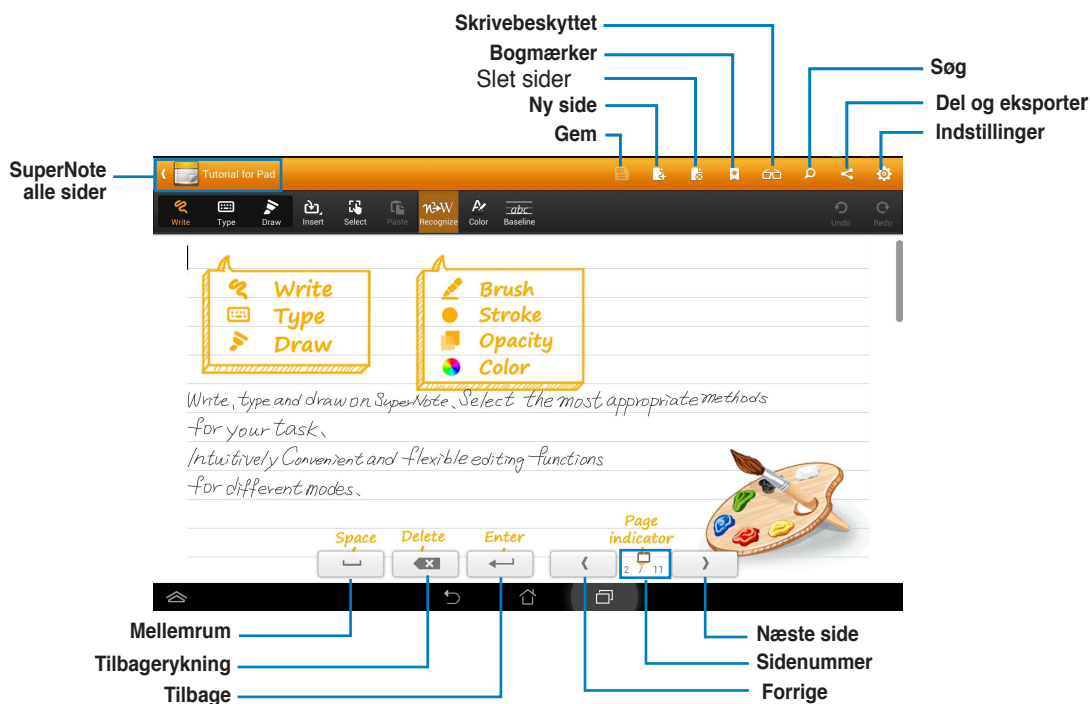 Skrivebeskyttet
Bogmærker
Slet sider
Ny side
Gem
Søg
Del og eksporter
Indstillinger
SuperNote
alle sider
Tutorial for Pad
Write Type Draw Insert Select Paste Recognize Color Baseline Undo Redo
abc
Write
Type
Draw
Brush
Stroke
Opacity
Color
Write, type and draw on SuperNote. Select the most appropriate methods
for your task.
Intuitively Convenient and flexible editing functions
for different modes.
Space Delete Enter Page
indicator
2 / 11
Mellemrum
Tilbagerykning
Tilbage
Næste side
Sidenummer
Forrige